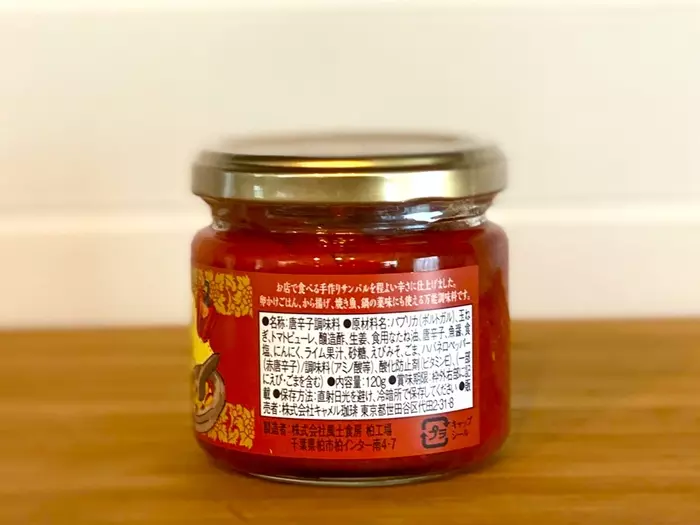 お店で食べる手作りサンバルを程よい辛さに仕上げました。
卵かけごはん、から揚げ、焼き魚、鍋の薬味にも使える万能調味料です。
●名称：唐辛子調味料 ●原材料名：パプリカ(ポルトガル)、玉ね
ぎ、トマトピューレ、醸造酢、生姜、食用なたね油、唐辛子、魚醤、食
塩、にんにく、ライム果汁、砂糖、えびみそ、ごま、ハバネロペッパー
(赤唐辛子)/調味料(アミノ酸等)、酸化防止剤(ビタミンE)、(一部
にえび・ごまを含む) ●内容量：120g ●賞味期限：枠外右部に記
載 ●保存方法：直射日光を避け、冷暗所で保存してください ●販
売者：株式会社キャメル珈琲 東京都世田谷区代田2-31-8
製造者：株式会社風土食房 柏工場
千葉県柏市柏インター南4-7
プラ
キャップ
シール